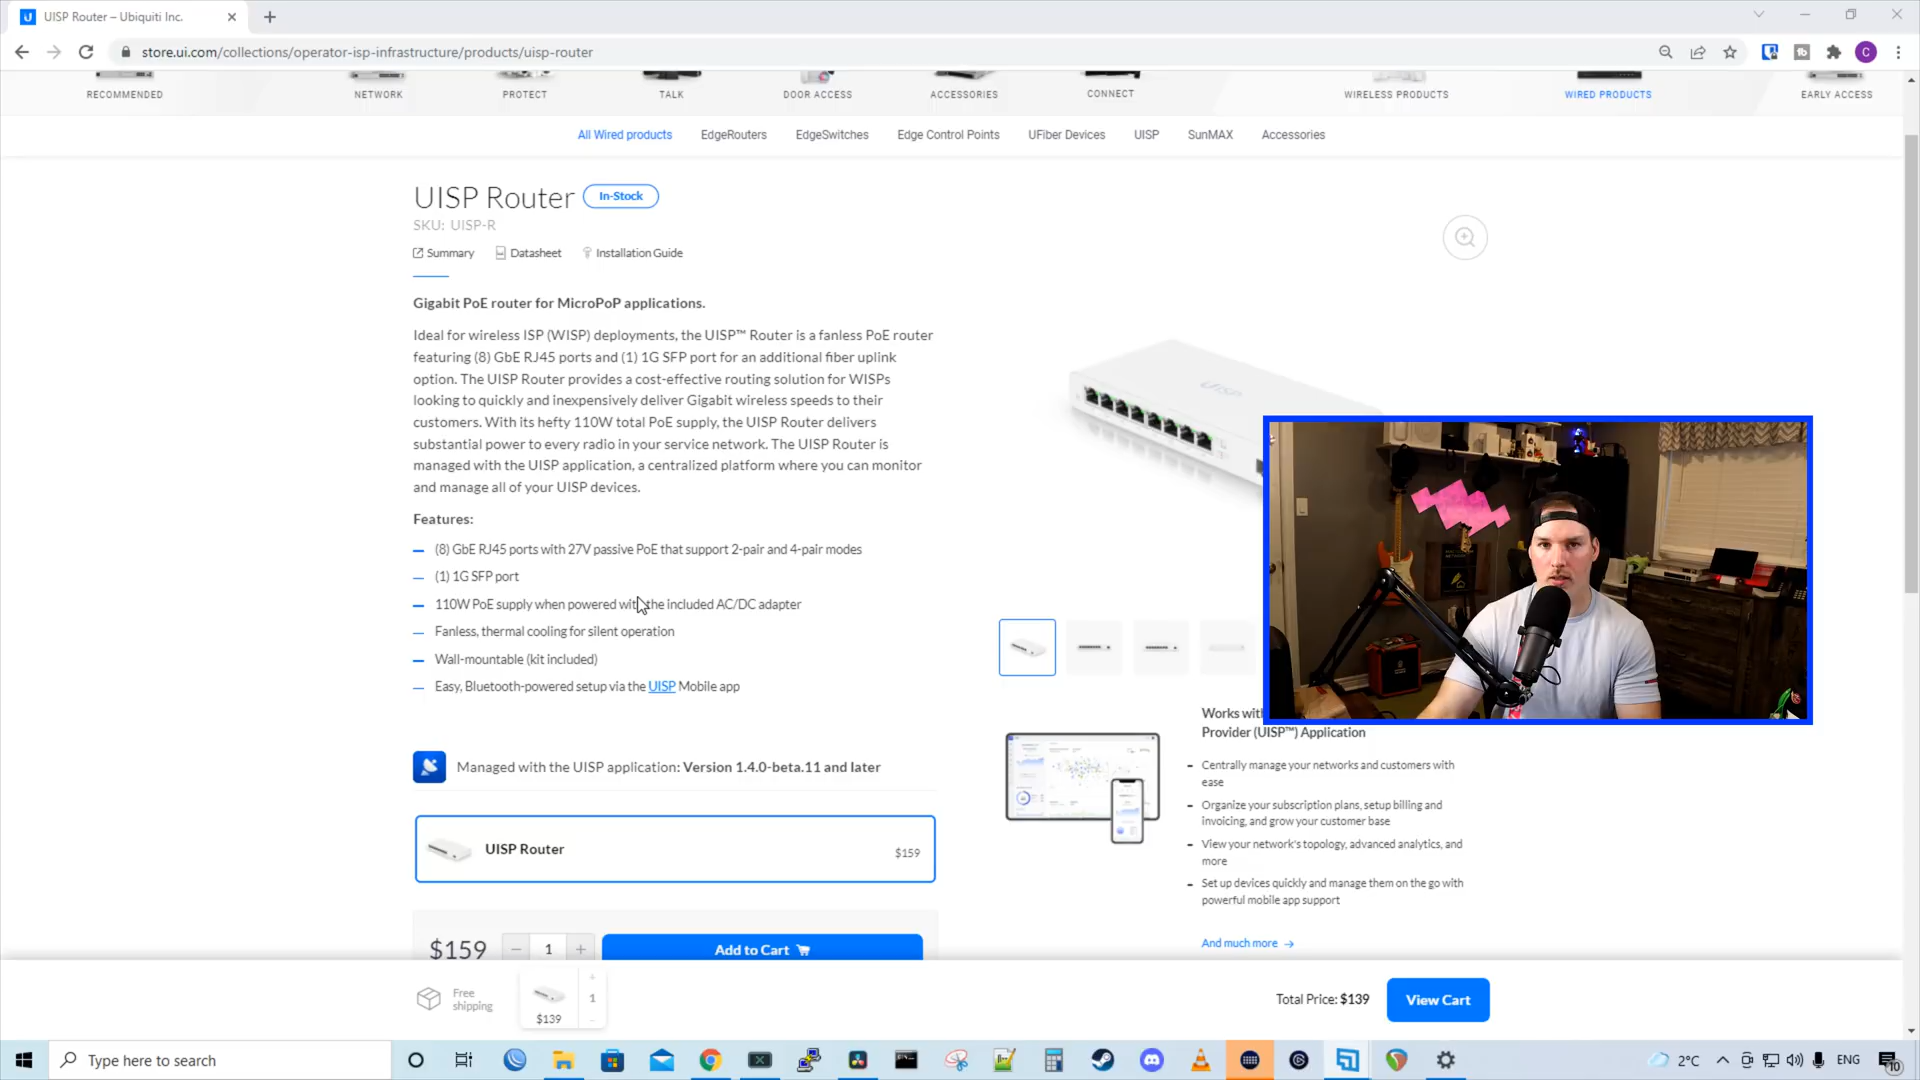 UISP Router – Ubiquiti Inc.
store.ui.com/collections/operator-isp-infrastructure/products/uisp-router
C
RECOMMENDED
NETWORK
PROTECT
TALK
DOOR ACCESS
ACCESSORIES
CONNECT
WIRELESS PRODUCTS
WIRED PRODUCTS
EARLY ACCESS
All Wired products
EdgeRouters
EdgeSwitches
Edge Control Points
UFiber Devices
UISP
SunMAX
Accessories
UISP Router
In-Stock
SKU: UISP-R
Summary
Datasheet
Installation Guide
Gigabit PoE router for MicroPoP applications.
Ideal for wireless ISP (WISP) deployments, the UISP™ Router is a fanless PoE router
featuring (8) GbE RJ45 ports and (1) 1G SFP port for an additional fiber uplink
option. The UISP Router provides a cost-effective routing solution for WISPs
looking to quickly and inexpensively deliver Gigabit wireless speeds to their
customers. With its hefty 110W total PoE supply, the UISP Router delivers
substantial power to every radio in your service network. The UISP Router is
managed with the UISP application, a centralized platform where you can monitor
and manage all of your UISP devices.
Features:
(8) GbE RJ45 ports with 27V passive PoE that support 2-pair and 4-pair modes
(1) 1G SFP port
110W PoE supply when powered with the included AC/DC adapter
Fanless, thermal cooling for silent operation
Wall-mountable (kit included)
Easy, Bluetooth-powered setup via the UISP Mobile app
Managed with the UISP application: Version 1.4.0-beta.11 and later
UISP Router
$159
$159
1
Add to Cart
UISP
Works with
Provider (UISP™) Application
- Centrally manage your networks and customers with
ease
- Organize your subscription plans, setup billing and
invoicing, and grow your customer base
- View your network's topology, advanced analytics, and
more
- Set up devices quickly and manage them on the go with
powerful mobile app support
And much more →
Free
shipping
$139
1
Total Price: $139
View Cart
Type here to search
2°C
ENG
10